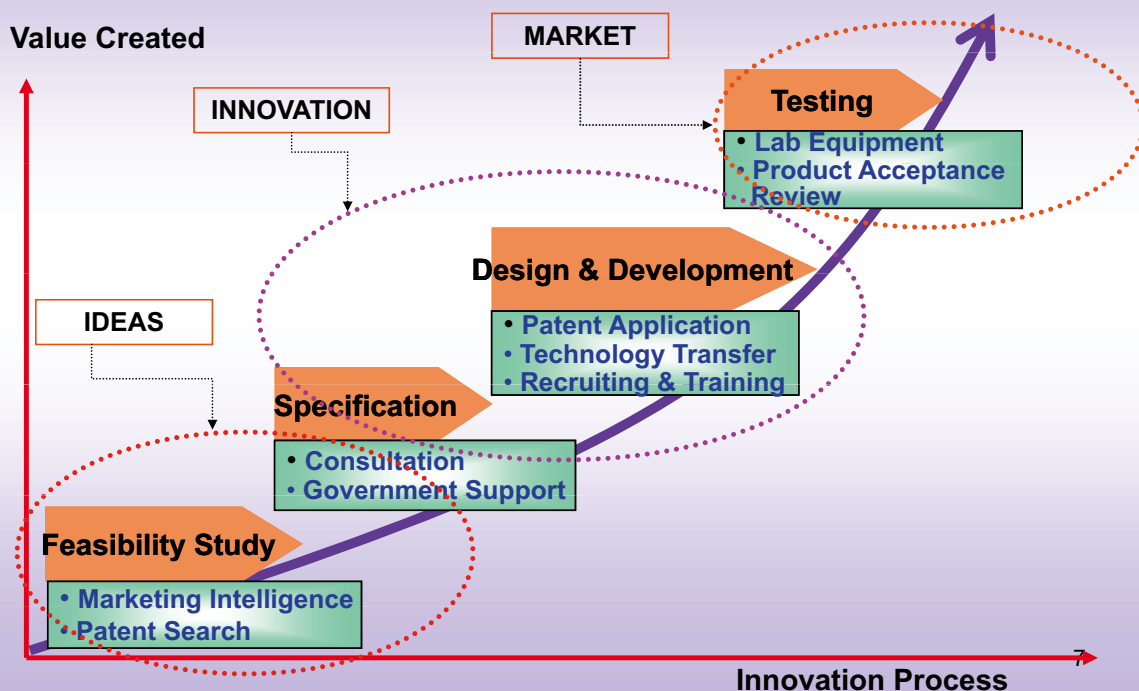 Value Created
MARKET
Testing
INNOVATION
• Lab Equipment
• Product Acceptance
Review
Design & Development
IDEAS
• Patent Application
• Technology Transfer
• Recruiting & Training
Specification
• Consultation
• Government Support
Feasibility Study
• Marketing Intelligence
• Patent Search
7
Innovation Process